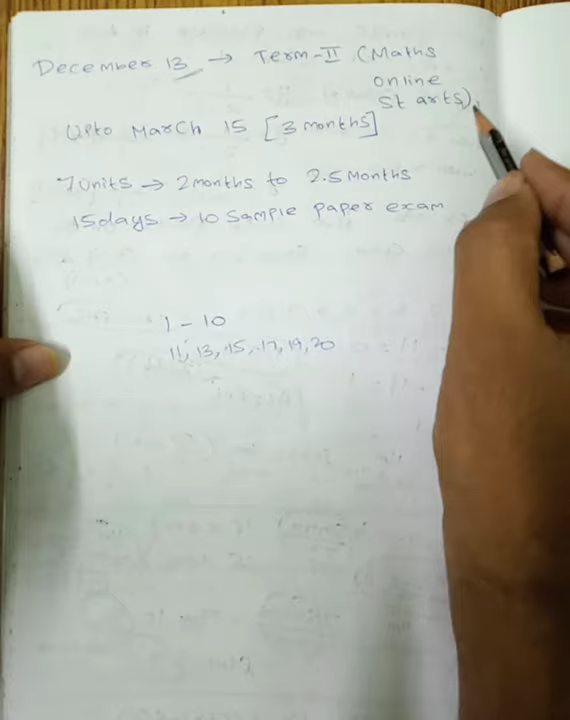 December 13 → Term-II (Maths
online
Starts)
Upto March 15 [3 months]
7 Units → 2 months to 2.5 Months
15 days → 10 Sample paper exam
1 - 10
11, 13, 15, 17, 19, 20